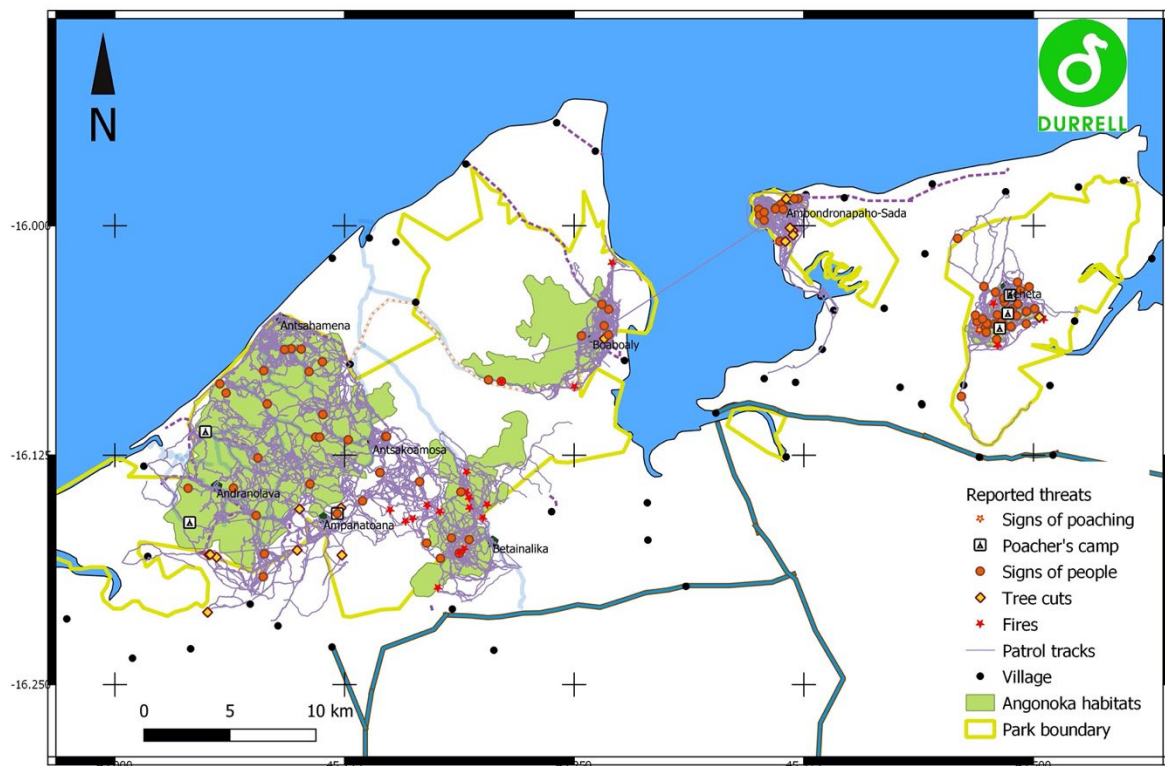 N
DURRELL
-16.000
-16.125
-16.250
Ambondronapaho-Sada
Antsahamena
Boaboaly
Antsakoamosa
Andranolava
Ampanatoana
Betainalika
0 5 10 km
Reported threats
Signs of poaching
Poacher's camp
Signs of people
Tree cuts
Fires
Patrol tracks
Village
Angonoka habitats
Park boundary